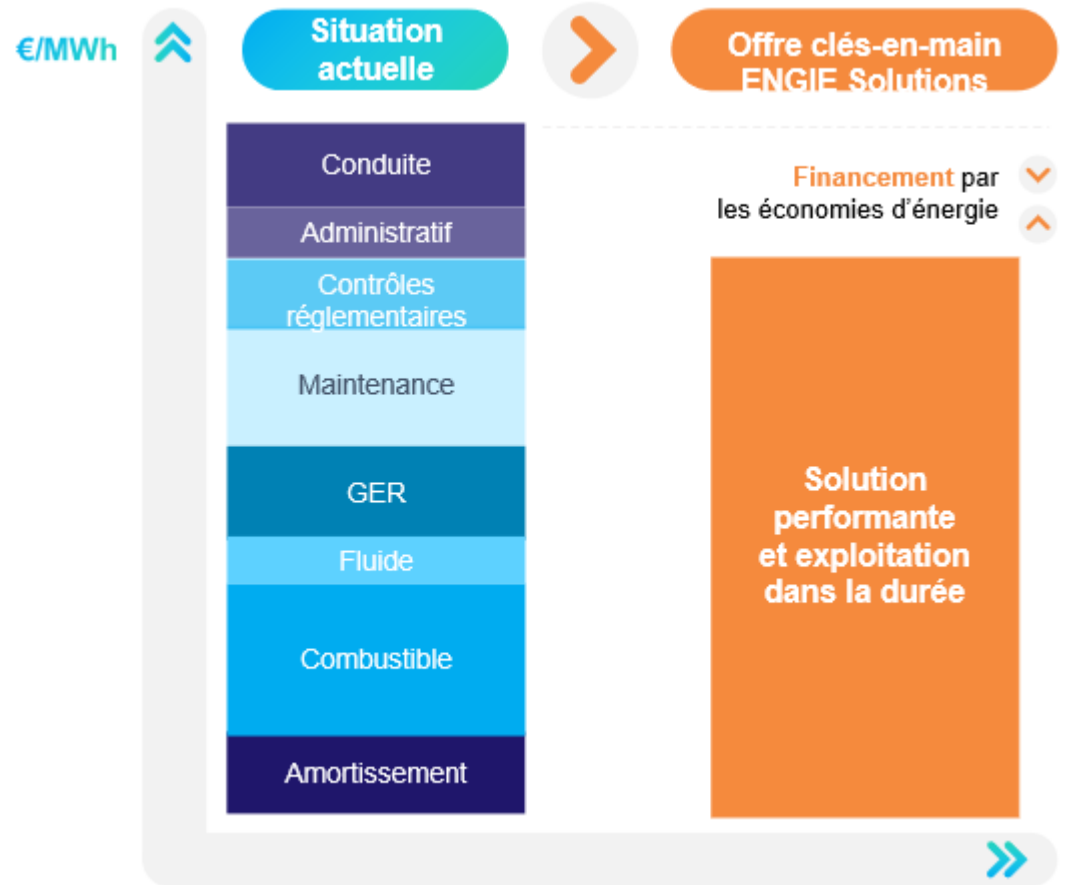 €/MWh
Situation
actuelle
Offre clés-en-main
ENGIE Solutions
Conduite
Administratif
Contrôles
réglementaires
Maintenance
GER
Fluide
Combustible
Amortissement
Financement par
les économies d'énergie
Solution
performante
et exploitation
dans la durée